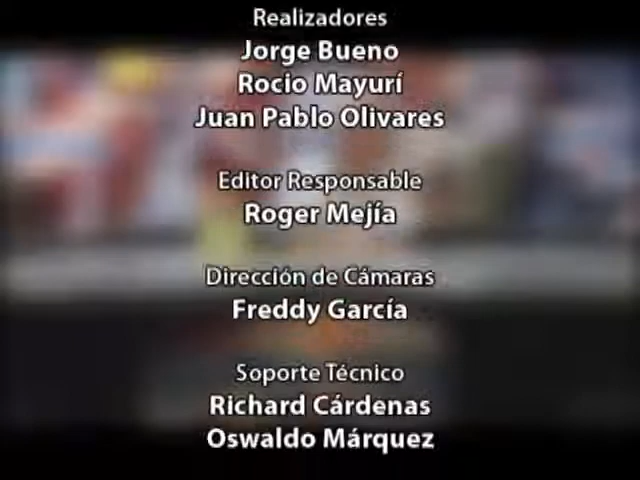 Realizadores
Jorge Bueno
Rocio Mayurí
Juan Pablo Olivares
Editor Responsable
Roger Mejía
Dirección de Cámaras
Freddy García
Soporte Técnico
Richard Cárdenas
Oswaldo Márquez